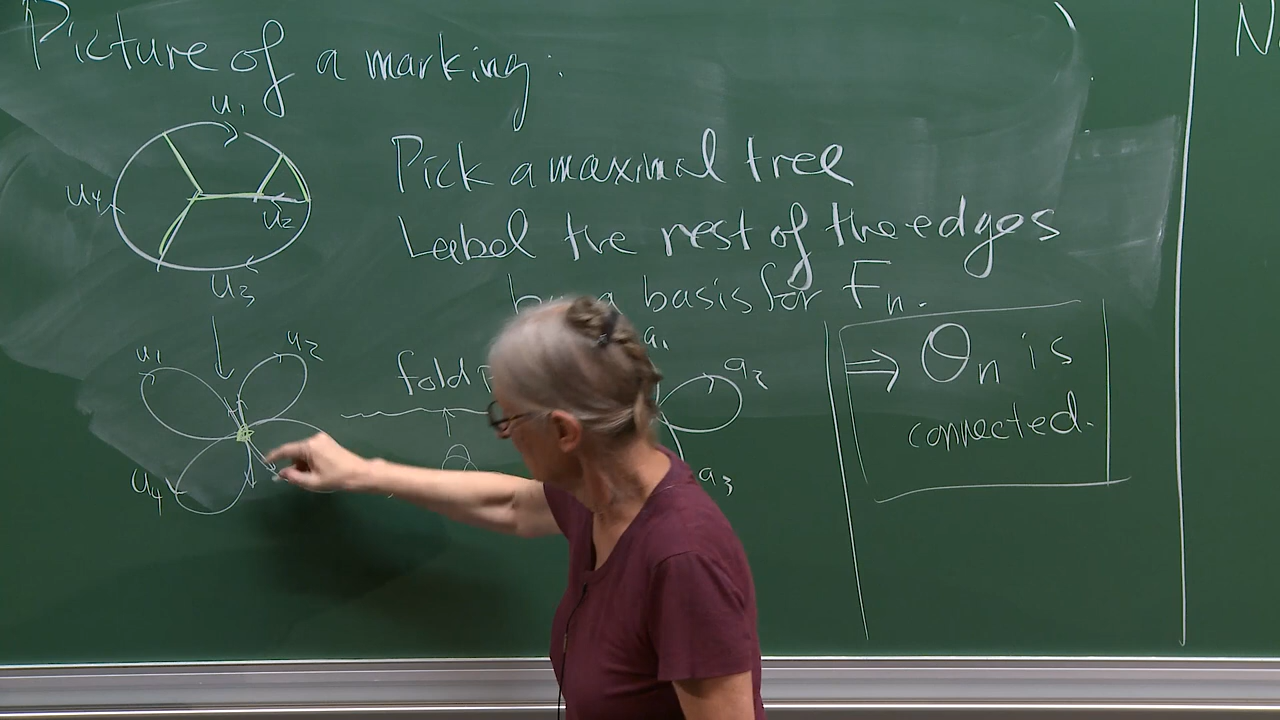 Picture of a marking:
u₁
u₄
u₂
u₃
Pick a maximal tree
Label the rest of the edges
by a basis for Fₙ.
u₁
u₂
u₄
fold
a₁
a₂
a₃
⇒ Oₙ is
connected.
N